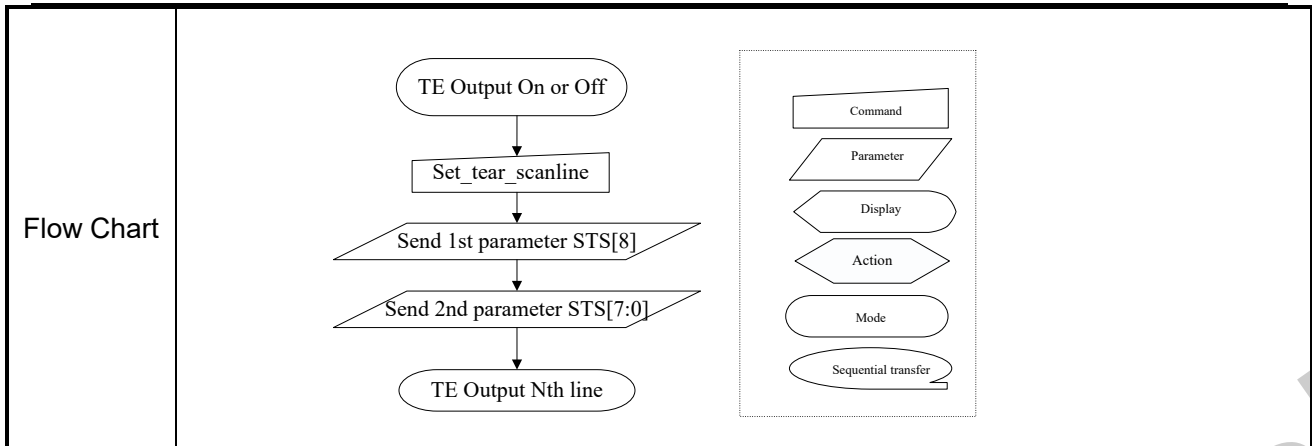 Flow Chart
TE Output On or Off
Set_tear_scanline
Send 1st parameter STS[8]
Send 2nd parameter STS[7:0]
TE Output Nth line
Command
Parameter
Display
Action
Mode
Sequential transfer